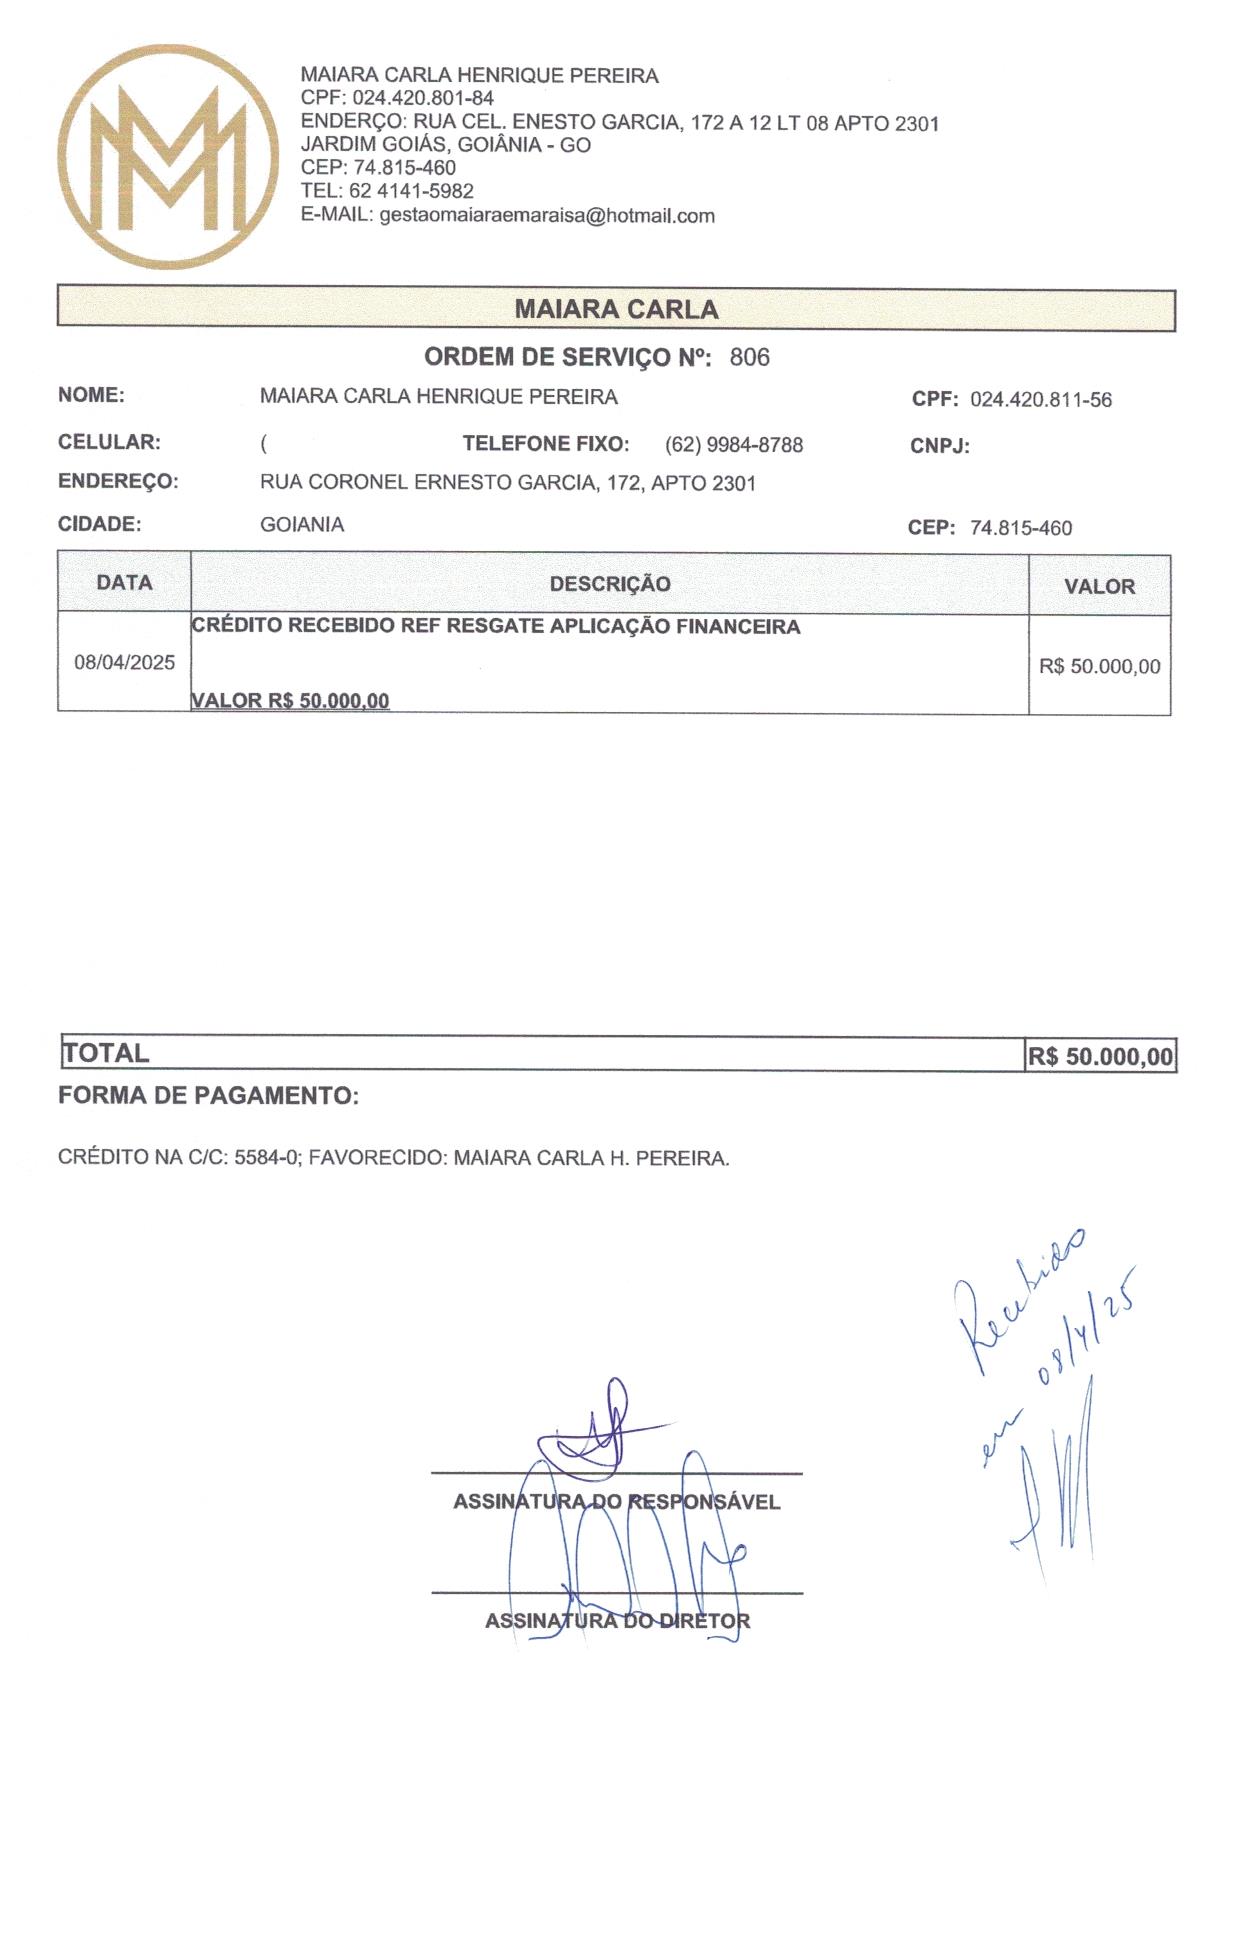 MAIARA CARLA HENRIQUE PEREIRA
CPF: 024.420.801-84
ENDERÇO: RUA CEL. ENESTO GARCIA, 172 A 12 LT 08 APTO 2301
JARDIM GOIÁS, GOIÂNIA - GO
CEP: 74.815-460
TEL: 62 4141-5982
E-MAIL: gestaomaiaraemaraisa@hotmail.com
MAIARA CARLA
ORDEM DE SERVIÇO Nº: 806
NOME: MAIARA CARLA HENRIQUE PEREIRA CPF: 024.420.811-56
CELULAR: ( TELEFONE FIXO: (62) 9984-8788 CNPJ:
ENDEREÇO: RUA CORONEL ERNESTO GARCIA, 172, APTO 2301
CIDADE: GOIANIA CEP: 74.815-460
DATA DESCRIÇÃO VALOR
CRÉDITO RECEBIDO REF RESGATE APLICAÇÃO FINANCEIRA
08/04/2025 R$ 50.000,00
VALOR R$ 50.000,00
TOTAL R$ 50.000,00
FORMA DE PAGAMENTO:
CRÉDITO NA C/C: 5584-0; FAVORECIDO: MAIARA CARLA H. PEREIRA.
Recebido
em 08/4/25
ASSINATURA DO RESPONSÁVEL
ASSINATURA DO DIRETOR